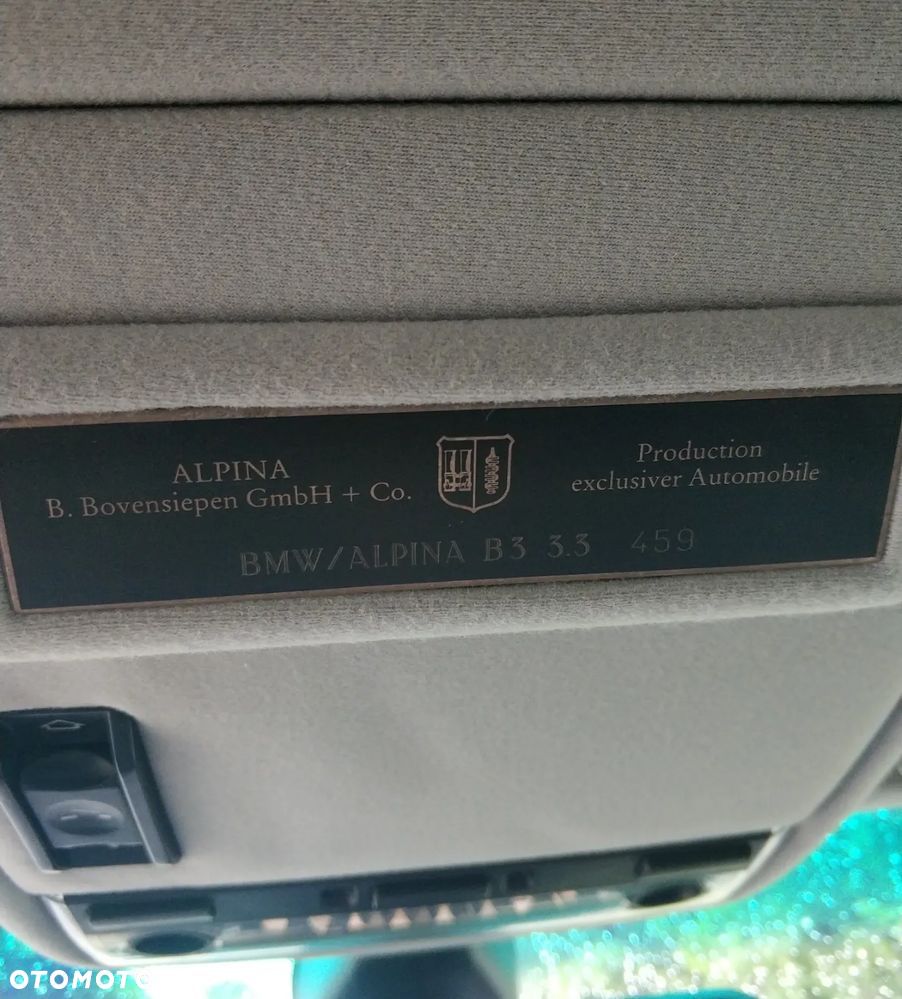 ALPINA
B. Bovensiepen GmbH + Co.
Production
exclusiver Automobile
BMW/ALPINA B3 3.3 459
OTOMOTO